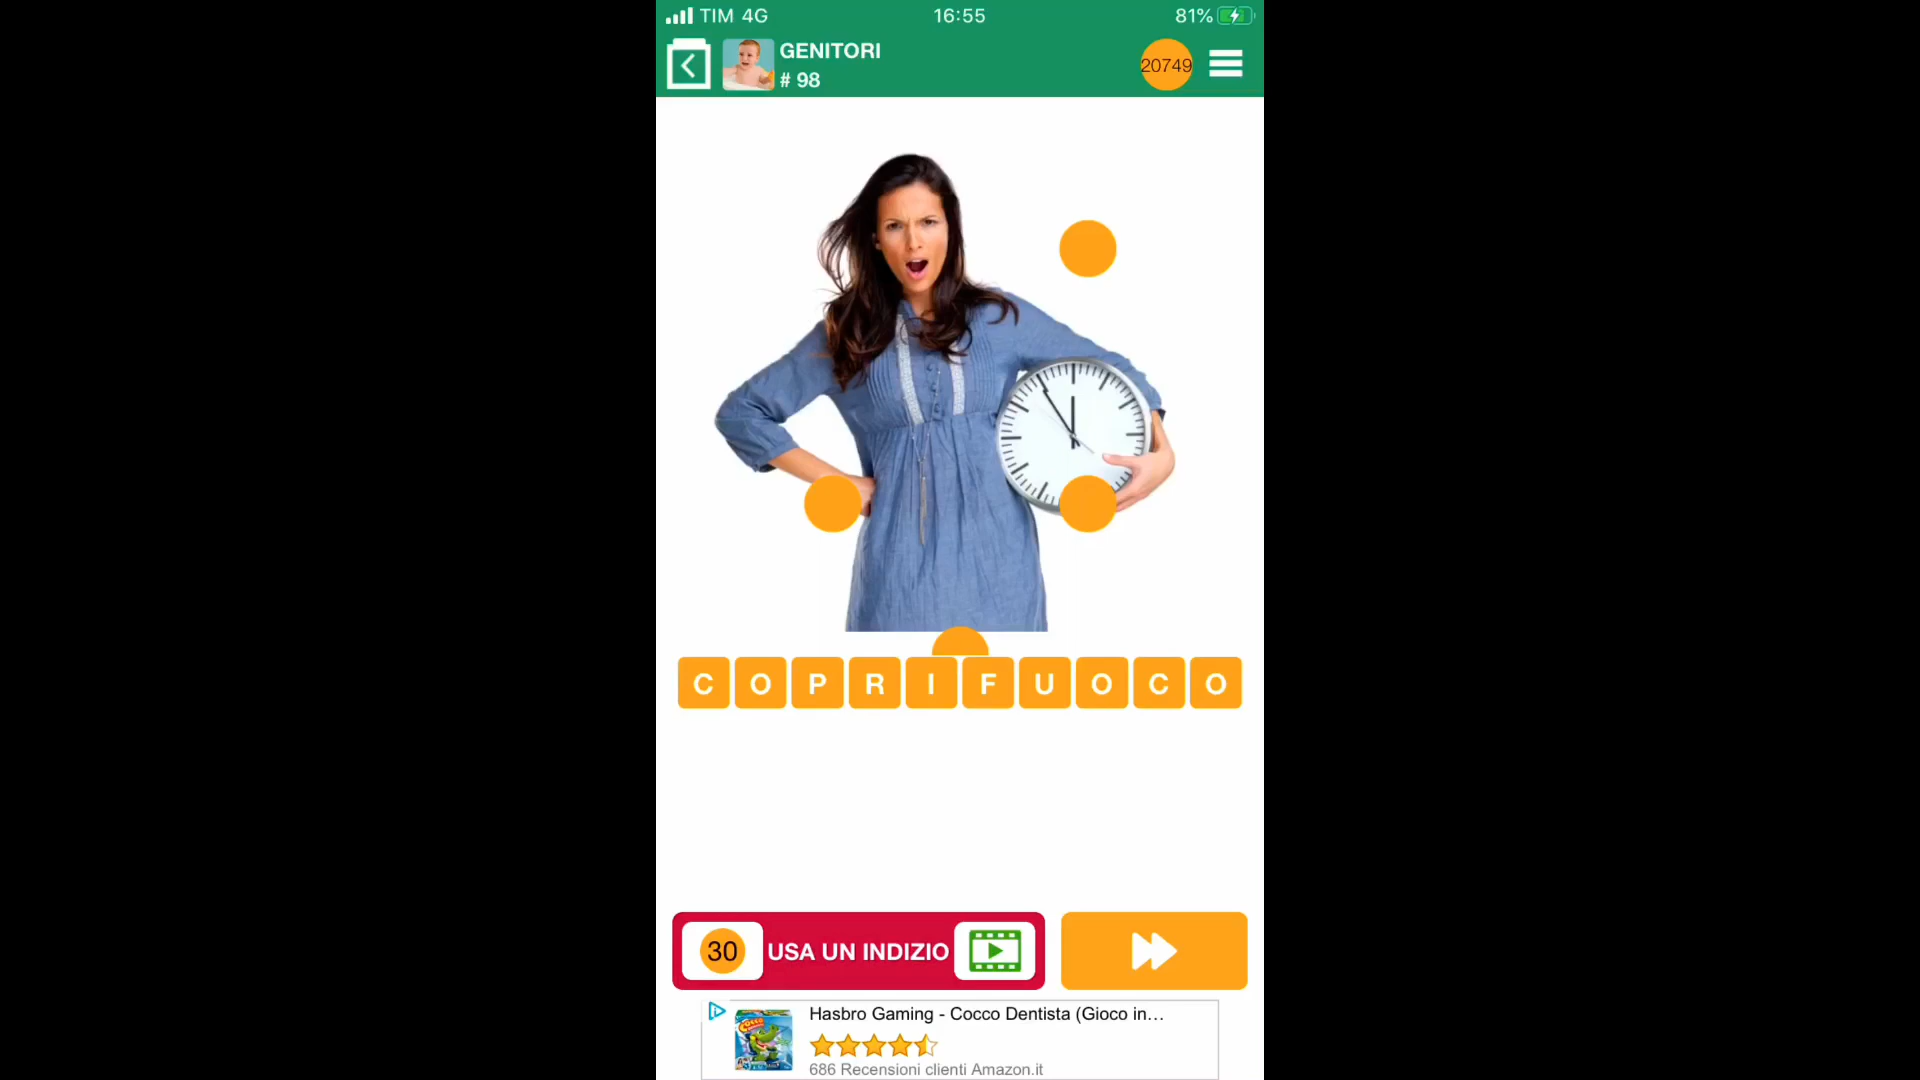 TIM 4G 16:55 81%
GENITORI
# 98
20749
COPRIFUOCO
30 USA UN INDIZIO
Hasbro Gaming - Cocco Dentista (Gioco in…
686 Recensioni clienti Amazon.it